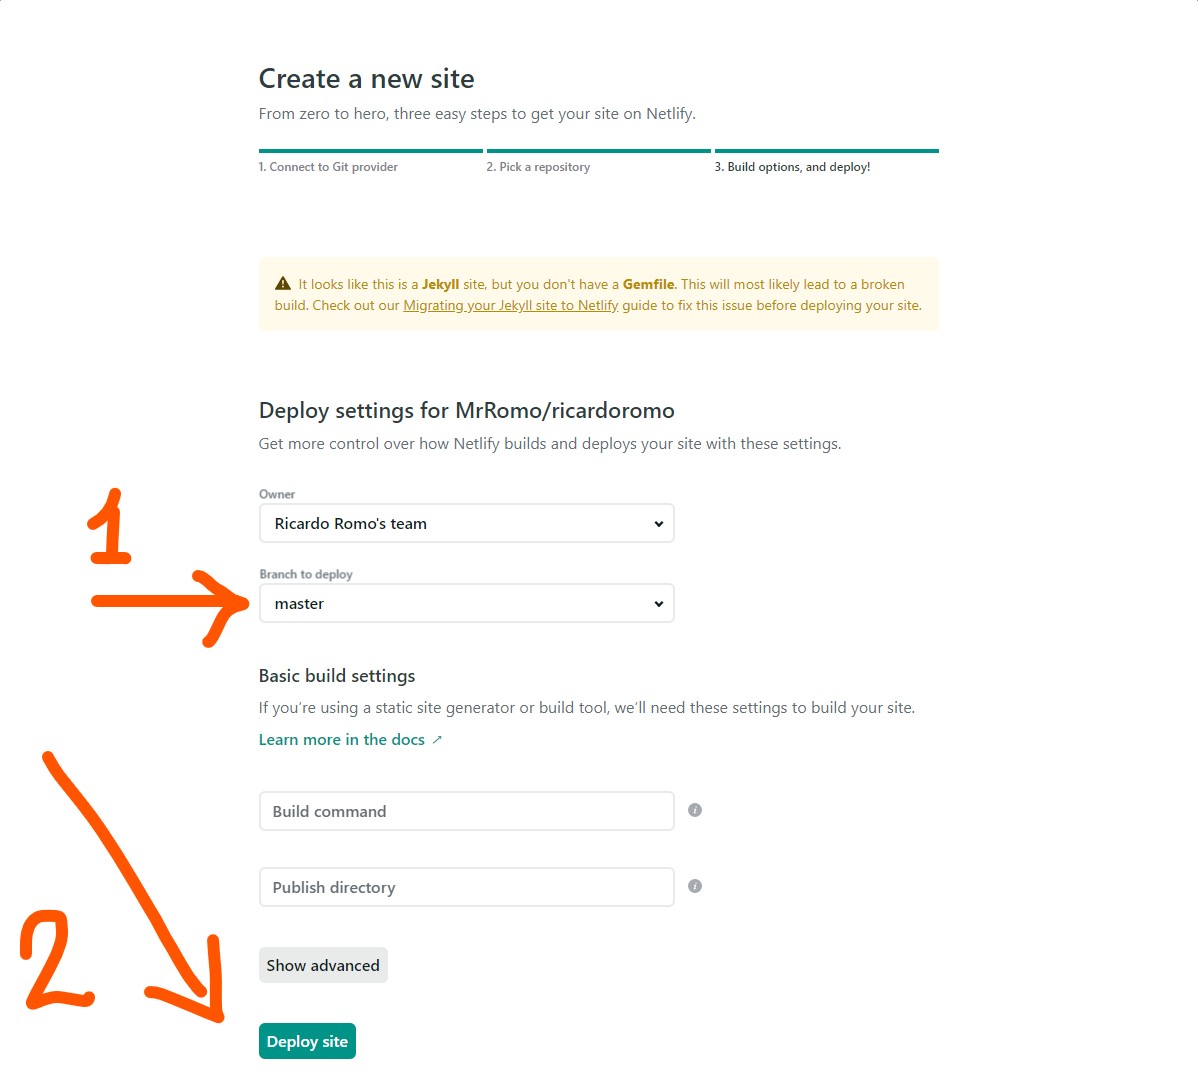 Create a new site
From zero to hero, three easy steps to get your site on Netlify.
1. Connect to Git provider
2. Pick a repository
3. Build options, and deploy!
It looks like this is a Jekyll site, but you don't have a Gemfile. This will most likely lead to a broken
build. Check out our Migrating your Jekyll site to Netlify guide to fix this issue before deploying your site.
Deploy settings for MrRomo/ricardoromo
Get more control over how Netlify builds and deploys your site with these settings.
Owner
Ricardo Romo's team
1
Branch to deploy
master
Basic build settings
If you’re using a static site generator or build tool, we’ll need these settings to build your site.
Learn more in the docs ↗
Build command
Publish directory
2
Show advanced
Deploy site